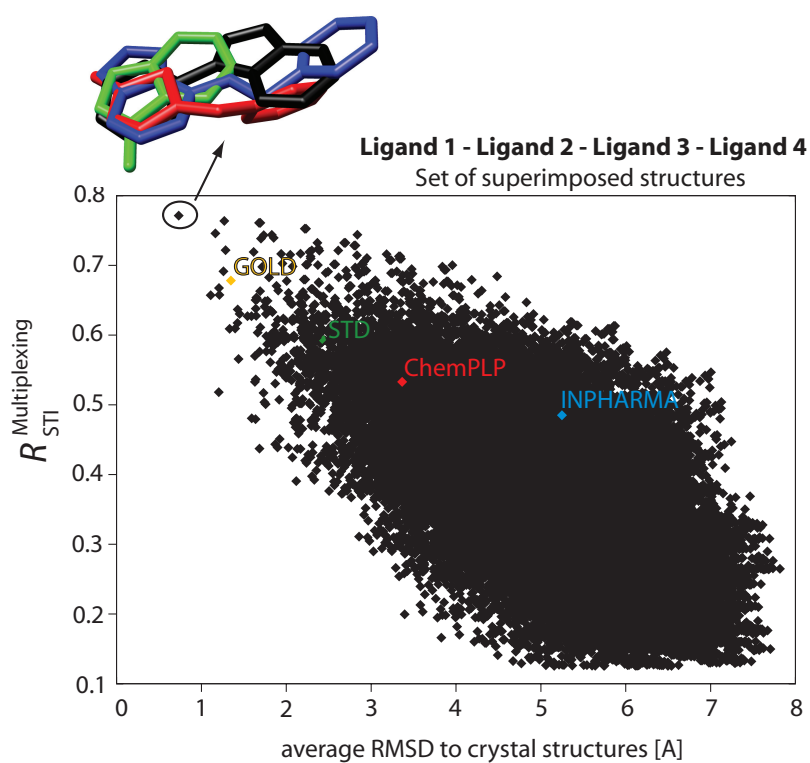 Ligand 1 - Ligand 2 - Ligand 3 - Ligand 4
Set of superimposed structures
0.8
0.7
0.6
0.5
0.4
0.3
0.2
0.1
R STI Multiplexing
GOLD
STD
ChemPLP
INPHARMA
0 1 2 3 4 5 6 7 8
average RMSD to crystal structures [A]